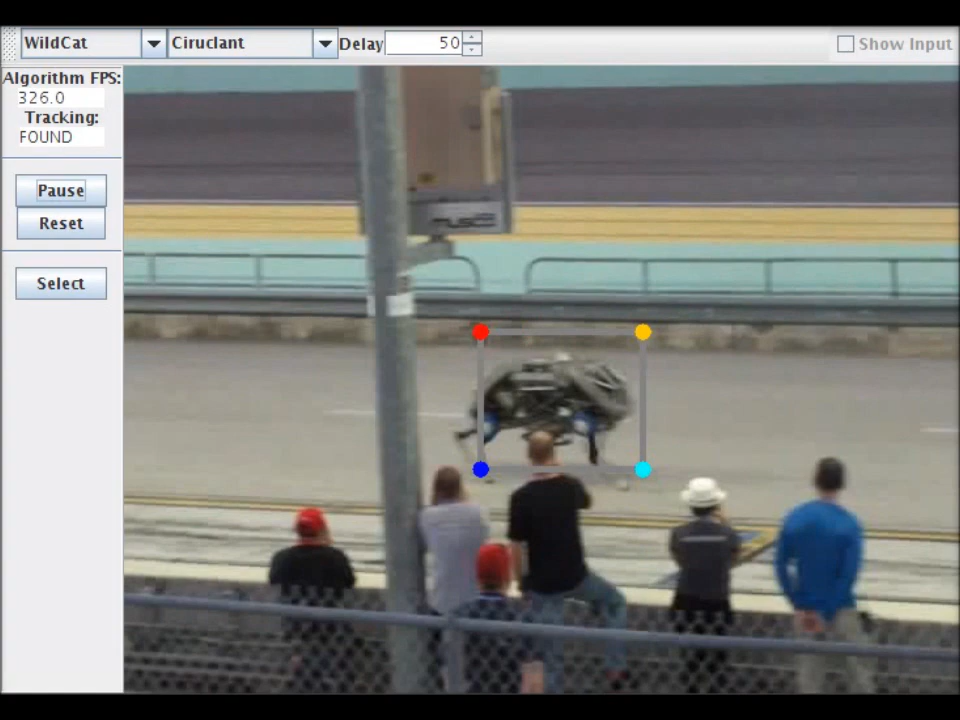 WildCat
Ciruclant
Delay 50
Show Input
Algorithm FPS:
326.0
Tracking:
FOUND
Pause
Reset
Select